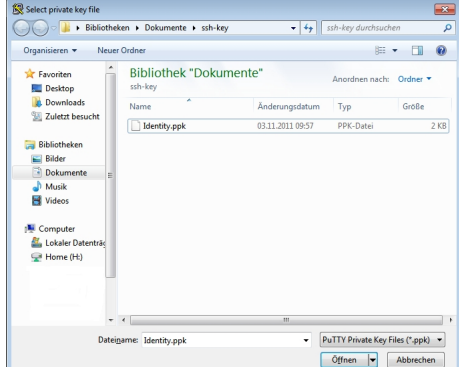 Select private key file
Bibliotheken ▸ Dokumente ▸ ssh-key
ssh-key durchsuchen
Organisieren
Neuer Ordner
Favoriten
Desktop
Downloads
Zuletzt besucht
Bibliotheken
Bilder
Dokumente
Musik
Videos
Computer
Lokaler Datenträg
Home (H:)
Bibliothek "Dokumente"
ssh-key
Anordnen nach: Ordner
Name Änderungsdatum Typ Größe
Identity.ppk 03.11.2011 09:57 PPK-Datei 2 KB
Dateiname: Identity.ppk
PuTTY Private Key Files (*.ppk)
Öffnen Abbrechen